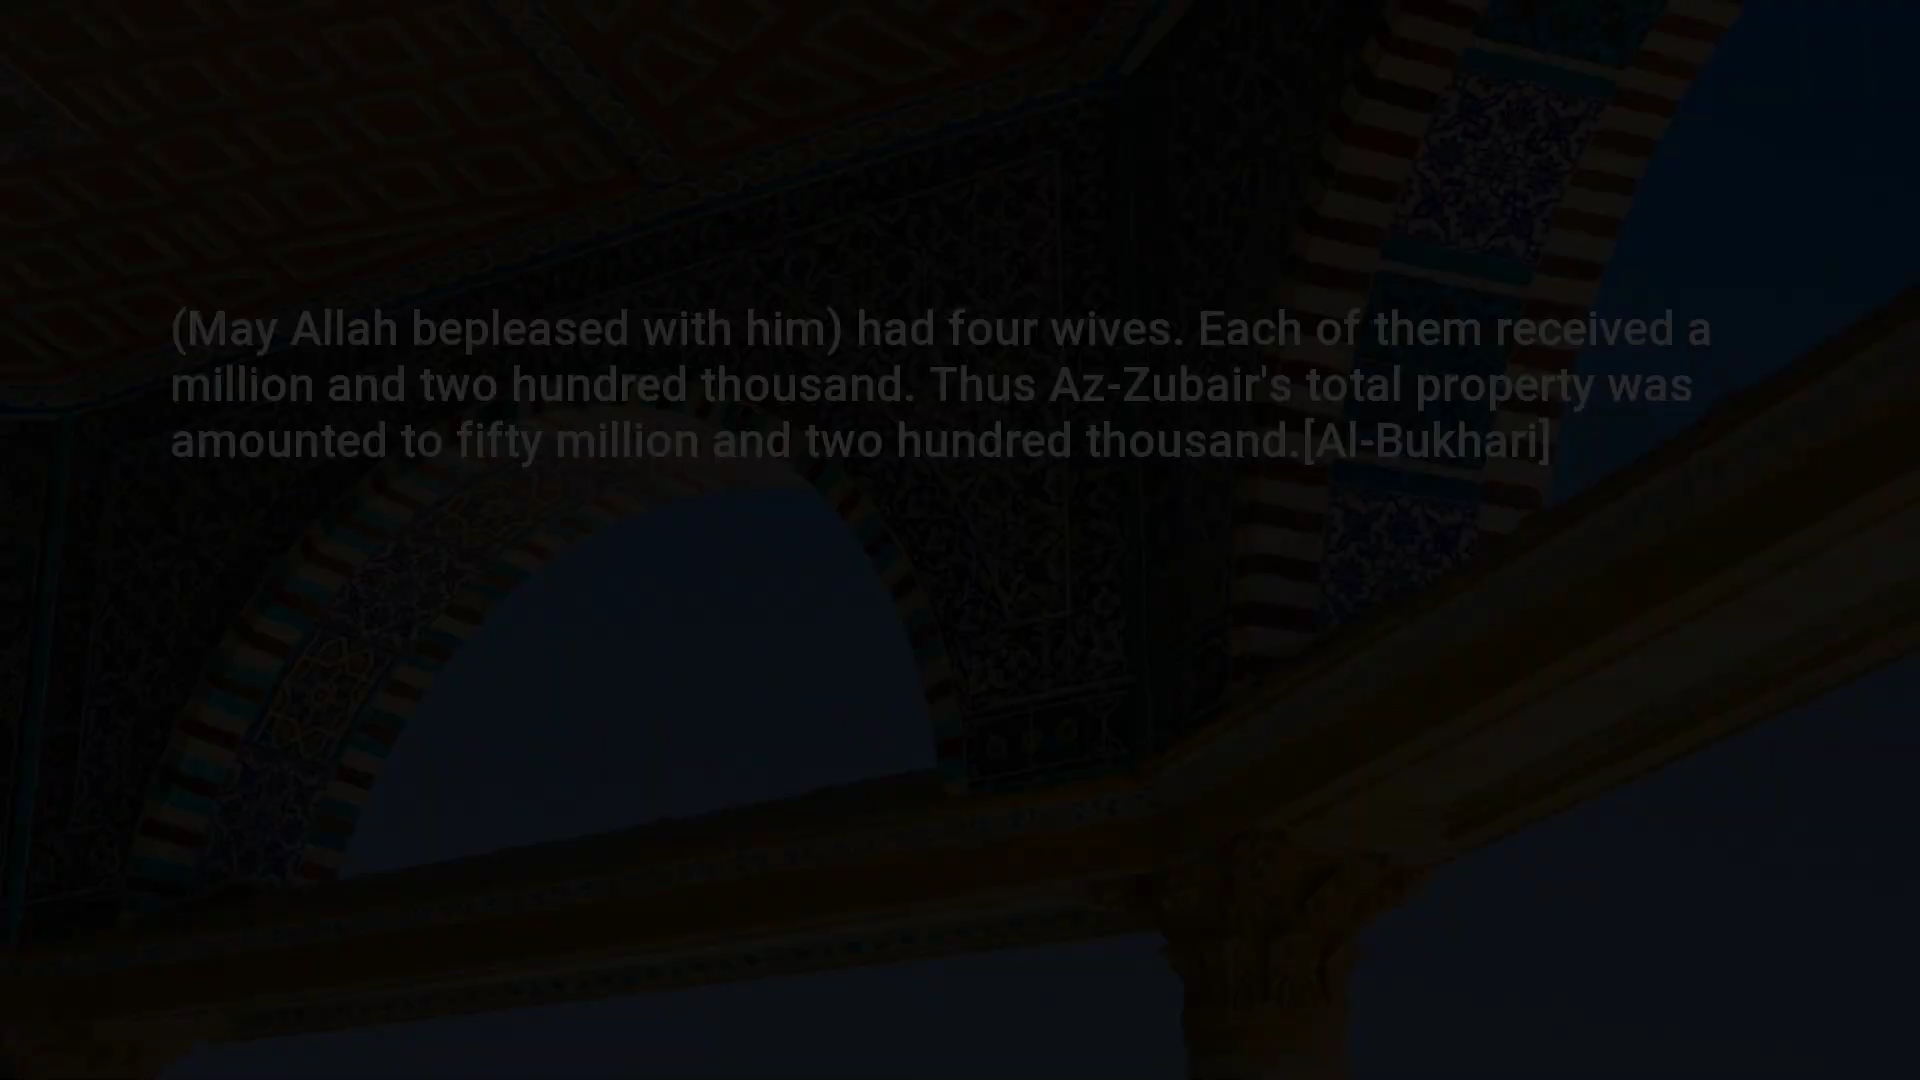 (May Allah bepleased with him) had four wives. Each of them received a
million and two hundred thousand. Thus Az-Zubair's total property was
amounted to fifty million and two hundred thousand.[Al-Bukhari]